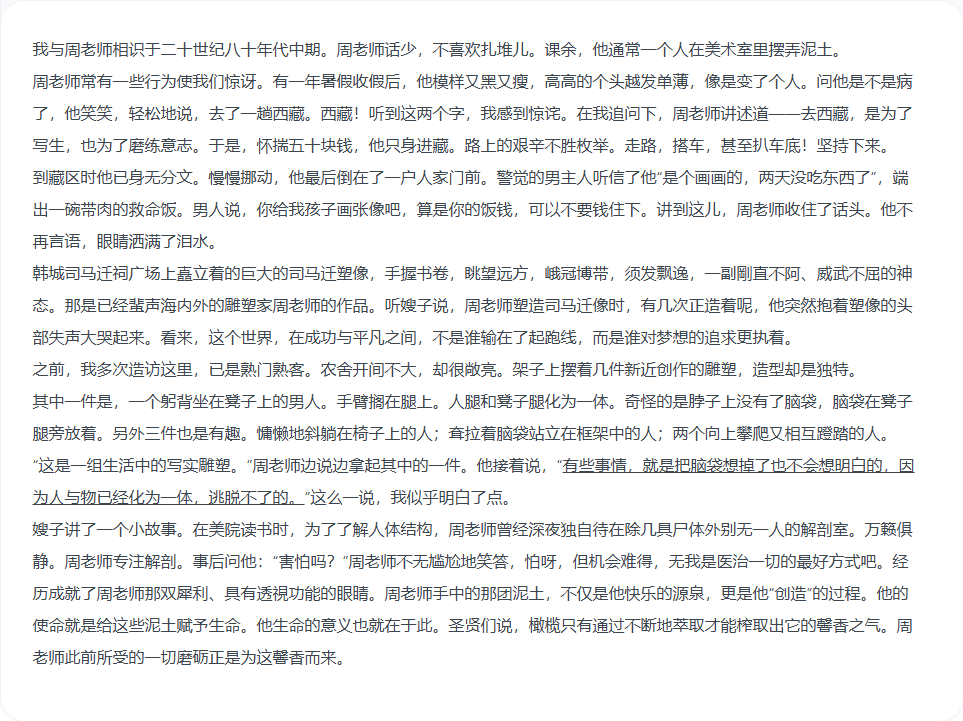 我与周老师相识于二十世纪八十年代中期。周老师话少，不喜欢扎堆儿。课余，他通常一个人在美术室里摆弄泥土。
周老师常有一些行为使我们惊讶。有一年暑假收假后，他模样又黑又瘦，高高的个头越发单薄，像是变了个人。问他是不是病
了，他笑笑，轻松地说，去了一趟西藏。西藏！听到这两个字，我感到惊诧。在我追问下，周老师讲述道——去西藏，是为了
写生，也为了磨练意志。于是，怀揣五十块钱，他只身进藏。路上的艰辛不胜枚举。走路，搭车，甚至扒车底！坚持下来。
到藏区时他已身无分文。慢慢挪动，他最后倒在了一户人家门前。警觉的男主人听信了他“是个画画的，两天没吃东西了”，端
出一碗带肉的救命饭。男人说，你给我孩子画张像吧，算是你的饭钱，可以不要钱住下。讲到这儿，周老师收住了话头。他不
再言语，眼睛洒满了泪水。
韩城司马迁祠广场上矗立着的巨大的司马迁塑像，手握书卷，眺望远方，峨冠博带，须发飘逸，一副剛直不阿、威武不屈的神
态。那是已经蜚声海内外的雕塑家周老师的作品。听嫂子说，周老师塑造司马迁像时，有几次正造着呢，他突然抱着塑像的头
部失声大哭起来。看来，这个世界，在成功与平凡之间，不是谁输在了起跑线，而是谁对梦想的追求更执着。
之前，我多次造访这里，已是熟门熟客。农舍开间不大，却很敞亮。架子上摆着几件新近创作的雕塑，造型却是独特。
其中一件是，一个躬背坐在凳子上的男人。手臂搁在腿上。人腿和凳子腿化为一体。奇怪的是脖子上没有了脑袋，脑袋在凳子
腿旁放着。另外三件也是有趣。慵懒地斜躺在椅子上的人；耷拉着脑袋站立在框架中的人；两个向上攀爬又相互蹬踏的人。
“这是一组生活中的写实雕塑。”周老师边说边拿起其中的一件。他接着说，“有些事情，就是把脑袋想掉了也不会想明白的，因
为人与物已经化为一体，逃脱不了的。”这么一说，我似乎明白了点。
嫂子讲了一个小故事。在美院读书时，为了了解人体结构，周老师曾经深夜独自待在除几具尸体外别无一人的解剖室。万籁俱
静。周老师专注解剖。事后问他：“害怕吗？”周老师不无尴尬地笑答，怕呀，但机会难得，无我是医治一切的最好方式吧。经
历成就了周老师那双犀利、具有透視功能的眼睛。周老师手中的那团泥土，不仅是他快乐的源泉，更是他“创造”的过程。他的
使命就是给这些泥土赋予生命。他生命的意义也就在于此。圣贤们说，橄榄只有通过不断地萃取才能榨取出它的馨香之气。周
老师此前所受的一切磨砺正是为这馨香而来。